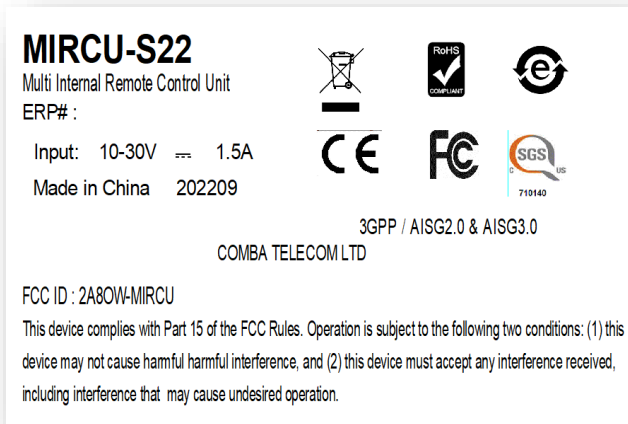 MIRCU-S22
Multi Internal Remote Control Unit
ERP# :
RoHS
COMPLIANT
e
Input: 10-30V ⎓ 1.5A
CE
FC
SGS
C US
710140
Made in China 202209
3GPP / AISG2.0 & AISG3.0
COMBA TELECOM LTD
FCC ID : 2A8OW-MIRCU
This device complies with Part 15 of the FCC Rules. Operation is subject to the following two conditions: (1) this
device may not cause harmful harmful interference, and (2) this device must accept any interference received,
including interference that may cause undesired operation.